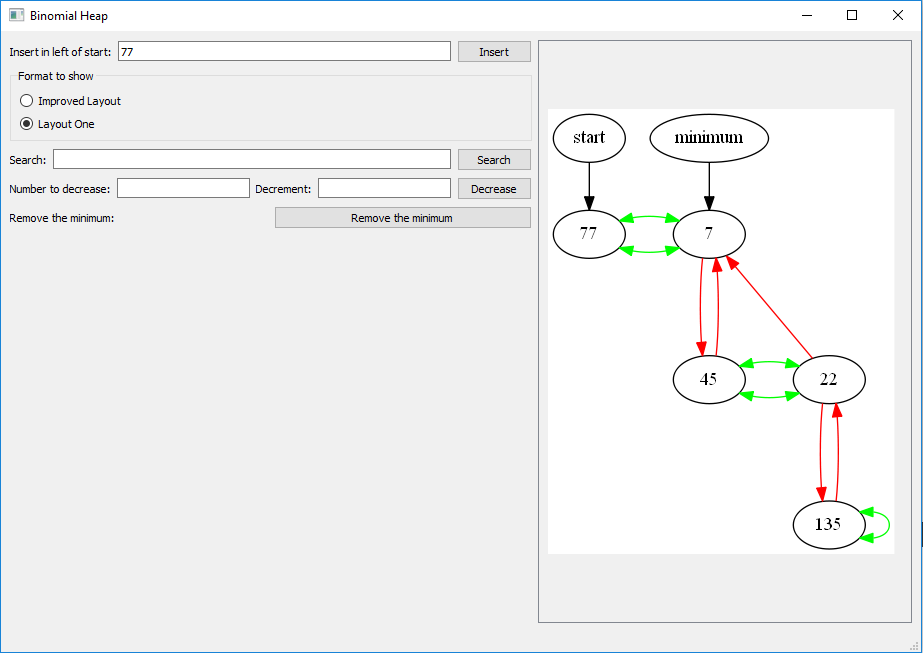 Binomial Heap
Insert in left of start: 77 Insert
Format to show
Improved Layout
Layout One
Search: Search
Number to decrease: Decrement: Decrease
Remove the minimum: Remove the minimum
start minimum
77 7
45 22
135